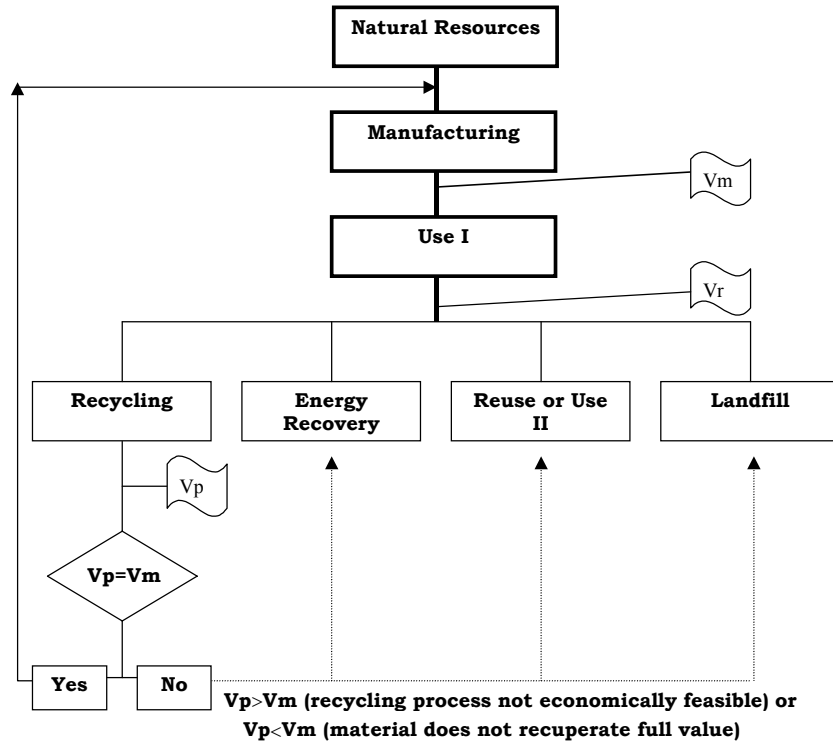 Natural Resources
Manufacturing
Vm
Use I
Vr
Recycling
Energy
Recovery
Reuse or Use
II
Landfill
Vp
Vp=Vm
Yes
No
Vp>Vm (recycling process not economically feasible) or
Vp<Vm (material does not recuperate full value)